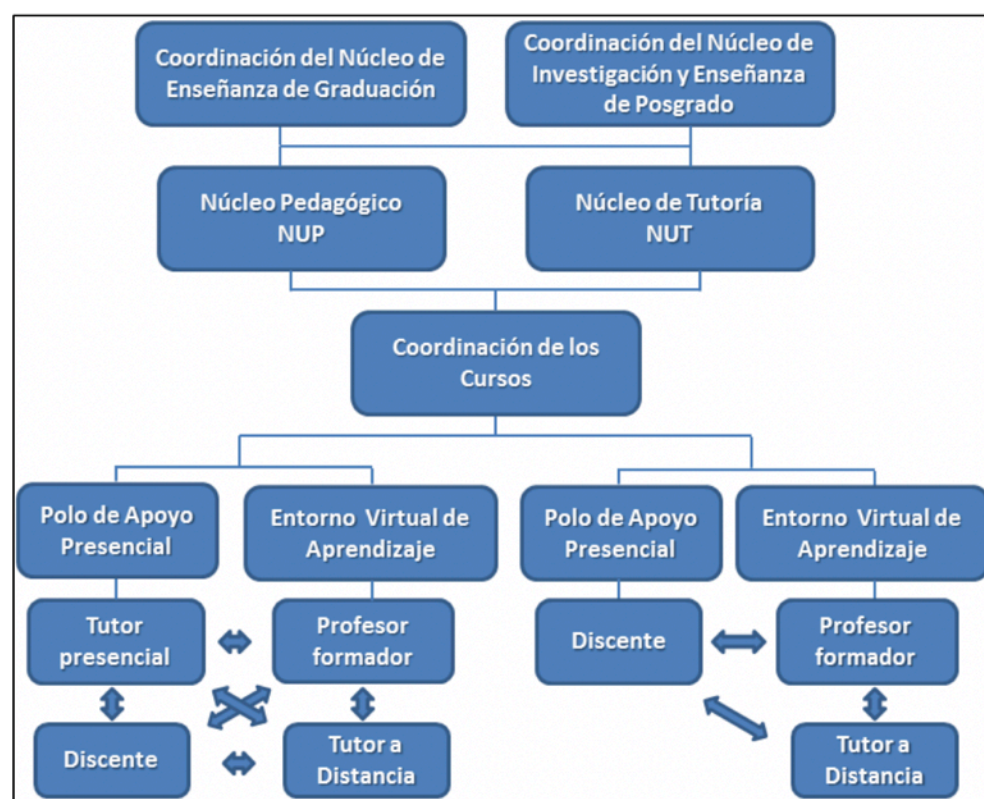 Coordinación del Núcleo de
Enseñanza de Graduación
Coordinación del Núcleo de
Investigación y Enseñanza
de Posgrado
Núcleo Pedagógico
NUP
Núcleo de Tutoría
NUT
Coordinación de los
Cursos
Polo de Apoyo
Presencial
Entorno Virtual de
Aprendizaje
Polo de Apoyo
Presencial
Entorno Virtual de
Aprendizaje
Tutor
presencial
Profesor
formador
Discente
Profesor
formador
Discente
Tutor a
Distancia
Tutor a
Distancia